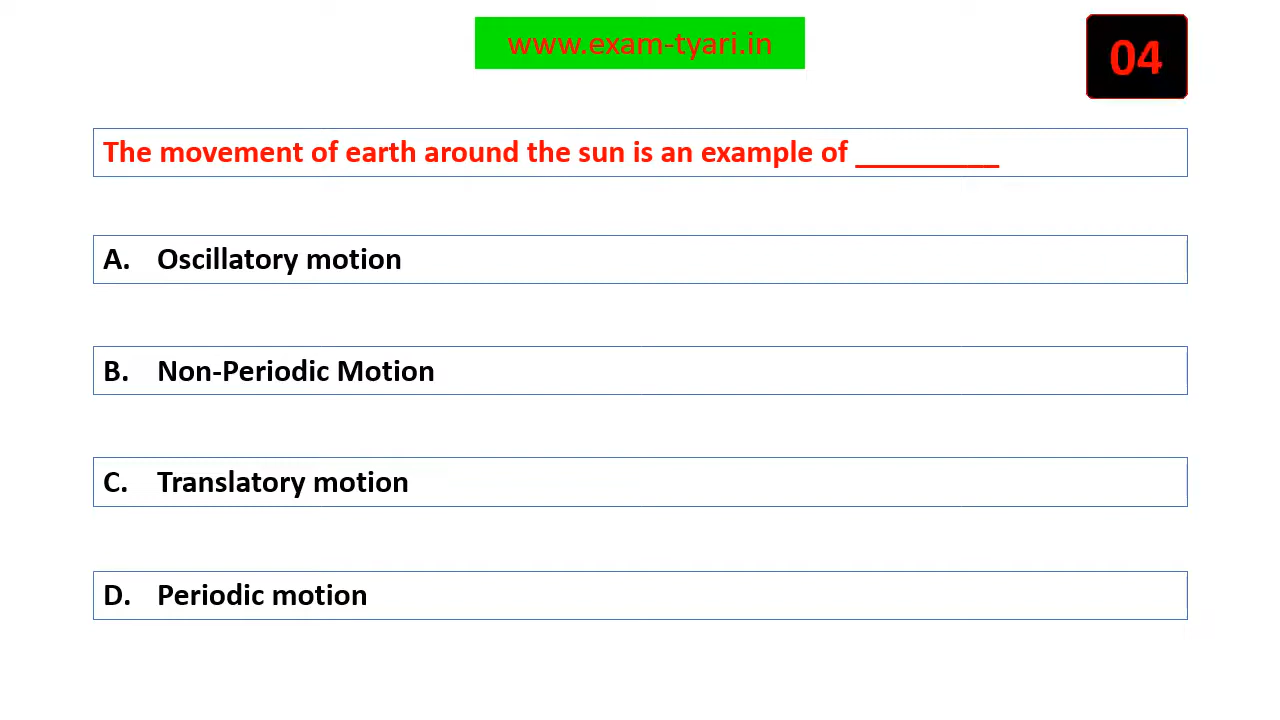 www.exam-tyari.in
04
The movement of earth around the sun is an example of _________
A. Oscillatory motion
B. Non-Periodic Motion
C. Translatory motion
D. Periodic motion